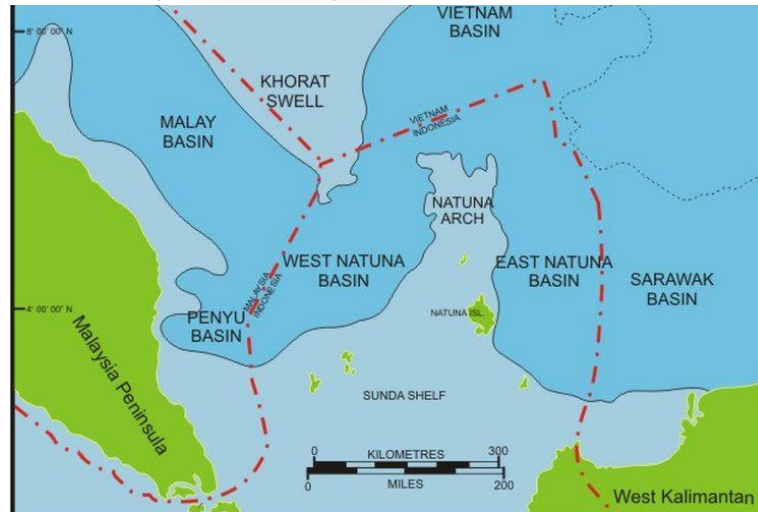 VIETNAM
BASIN
8° 00' 00" N
KHORAT
SWELL
MALAY
BASIN
VIETNAM
INDONESIA
NATUNA
ARCH
WEST NATUNA
BASIN
EAST NATUNA
BASIN
SARAWAK
BASIN
MALAYSIA
INDONESIA
4° 00' 00" N
PENYU
BASIN
NATUNA ISL.
Malaysia Peninsula
SUNDA SHELF
0 300
KILOMETRES
0 200
MILES
West Kalimantan